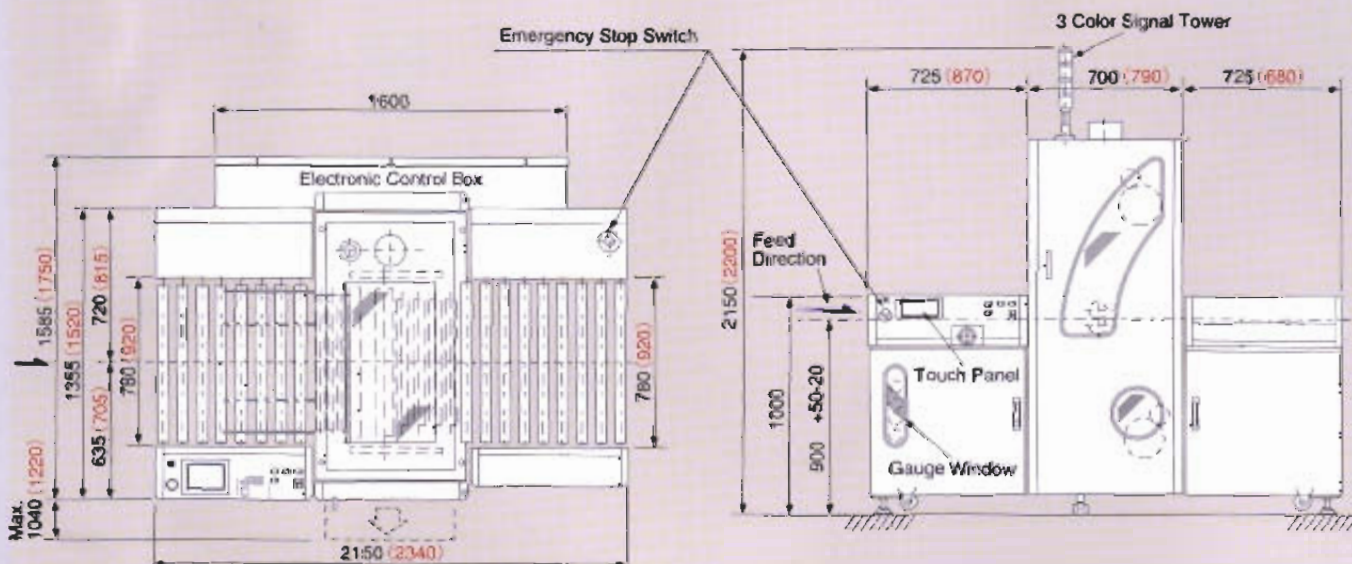 3 Color Signal Tower
Emergency Stop Switch
725 (870)
700 (790)
725 (680)
1600
Electronic Control Box
Feed
Direction
1585 (1750)
1355 (1520)
720 (815)
635 (705)
780 (920)
780 (920)
2150 (2200)
Touch Panel
1000
900 +50-20
Gauge Window
Max.
1040 (1220)
2150 (2340)